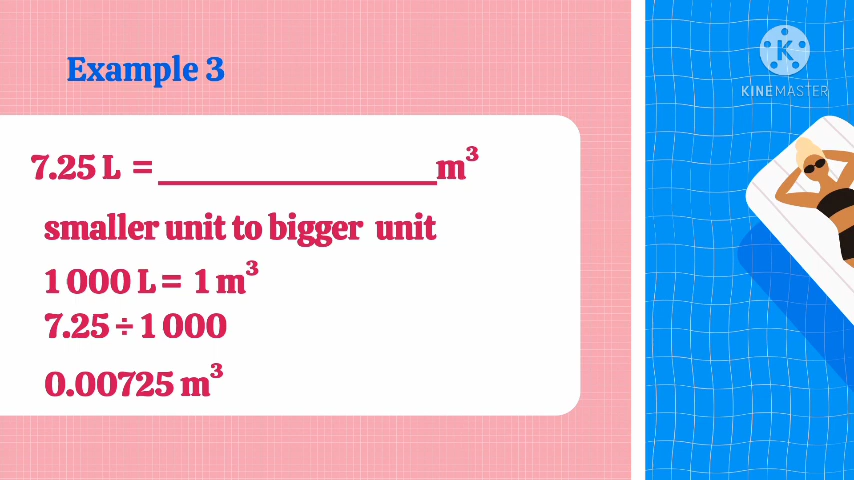 Example 3
K
KINEMASTER
7.25 L = ________________m³
smaller unit to bigger unit
1 000 L = 1 m³
7.25 ÷ 1 000
0.00725 m³